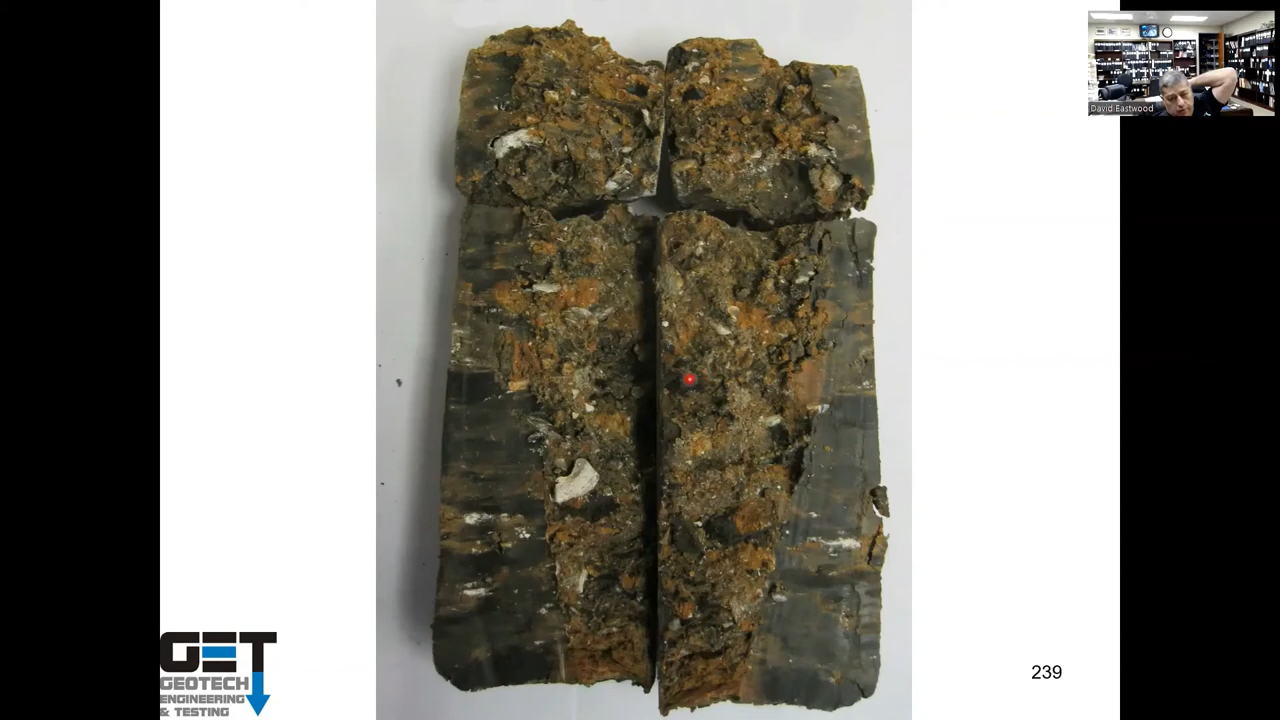 David Eastwood
239
GET
GEOTECH
ENGINEERING
& TESTING